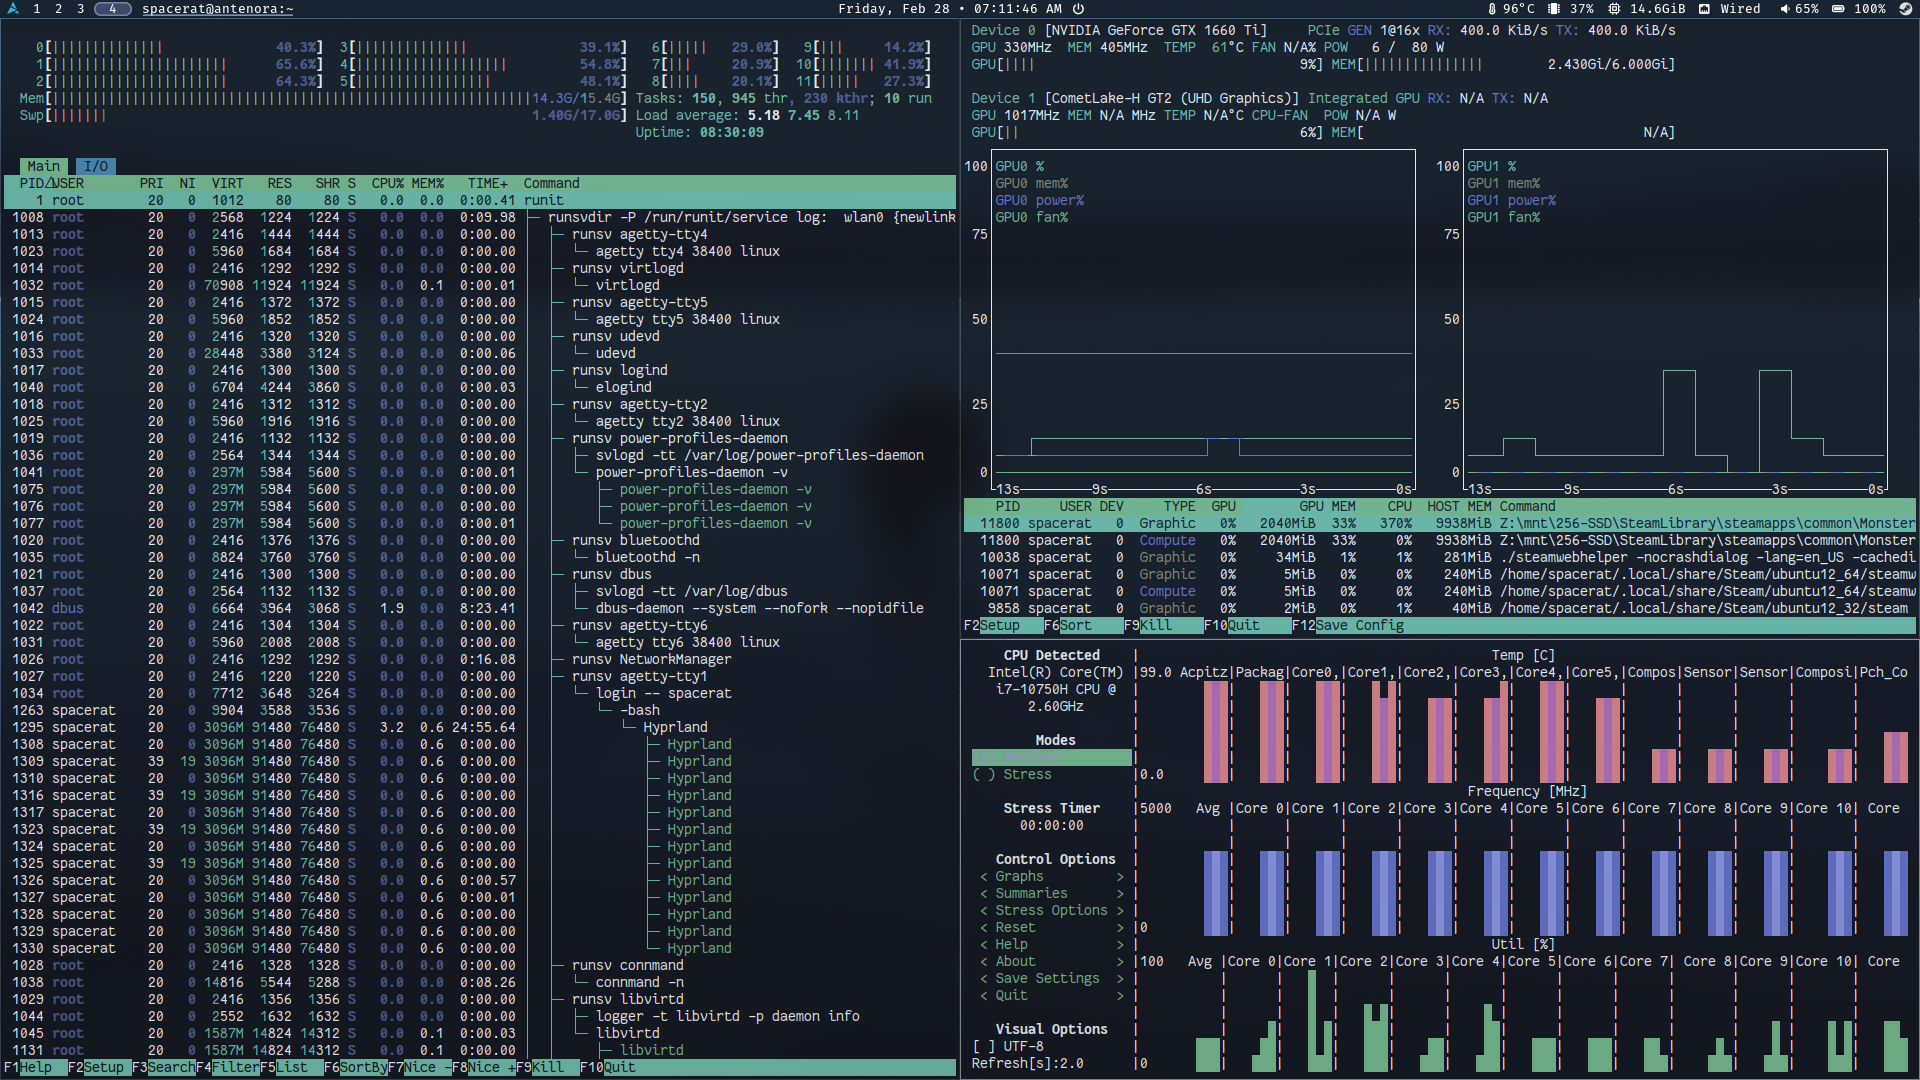 1 2 3 4 spacerat@antenora:~ Friday, Feb 28 • 07:11:46 AM 96°C 37% 14.6GiB Wired 65% 100%
0[||||||||||||||40.3%] 3[||||||||||||||39.1%] 6[|||||29.0%] 9[|||14.2%]
1[||||||||||||||||||||||65.6%] 4[|||||||||||||||||||54.8%] 7[|||20.9%] 10[|||||||41.9%]
2[||||||||||||||||||||||64.3%] 5[|||||||||||||||||48.1%] 8[||||20.1%] 11[|||||27.3%]
Mem[||||||||||||||||||||||||||||||||||||||||||||||||||||||||||||14.3G/15.4G] Tasks: 150, 945 thr, 230 kthr; 10 run
Swp[|||||||1.40G/17.0G] Load average: 5.18 7.45 8.11
Uptime: 08:30:09
Main I/O
PID△USER PRI NI VIRT RES SHR S CPU% MEM% TIME+ Command
1 root 20 0 1012 80 80 S 0.0 0.0 0:00.41 runit
1008 root 20 0 2568 1224 1224 S 0.0 0.0 0:09.98 ├─ runsvdir -P /run/runit/service log: wlan0 {newlink
1013 root 20 0 2416 1444 1444 S 0.0 0.0 0:00.00 │ ├─ runsv agetty-tty4
1023 root 20 0 5960 1684 1684 S 0.0 0.0 0:00.00 │ │ └─ agetty tty4 38400 linux
1014 root 20 0 2416 1292 1292 S 0.0 0.0 0:00.00 │ ├─ runsv virtlogd
1032 root 20 0 70908 11924 11924 S 0.0 0.1 0:00.01 │ │ └─ virtlogd
1015 root 20 0 2416 1372 1372 S 0.0 0.0 0:00.00 │ ├─ runsv agetty-tty5
1024 root 20 0 5960 1852 1852 S 0.0 0.0 0:00.00 │ │ └─ agetty tty5 38400 linux
1016 root 20 0 2416 1320 1320 S 0.0 0.0 0:00.00 │ ├─ runsv udevd
1033 root 20 0 28448 3380 3124 S 0.0 0.0 0:00.06 │ │ └─ udevd
1017 root 20 0 2416 1300 1300 S 0.0 0.0 0:00.00 │ ├─ runsv logind
1040 root 20 0 6704 4244 3860 S 0.0 0.0 0:00.03 │ │ └─ elogind
1018 root 20 0 2416 1312 1312 S 0.0 0.0 0:00.00 │ ├─ runsv agetty-tty2
1025 root 20 0 5960 1916 1916 S 0.0 0.0 0:00.00 │ │ └─ agetty tty2 38400 linux
1019 root 20 0 2416 1132 1132 S 0.0 0.0 0:00.00 │ ├─ runsv power-profiles-daemon
1036 root 20 0 2564 1344 1344 S 0.0 0.0 0:00.00 │ │ ├─ svlogd -tt /var/log/power-profiles-daemon
1041 root 20 0 297M 5984 5600 S 0.0 0.0 0:00.01 │ │ └─ power-profiles-daemon -v
1075 root 20 0 297M 5984 5600 S 0.0 0.0 0:00.00 │ │ ├─ power-profiles-daemon -v
1076 root 20 0 297M 5984 5600 S 0.0 0.0 0:00.00 │ │ ├─ power-profiles-daemon -v
1077 root 20 0 297M 5984 5600 S 0.0 0.0 0:00.01 │ │ └─ power-profiles-daemon -v
1020 root 20 0 2416 1376 1376 S 0.0 0.0 0:00.00 │ ├─ runsv bluetoothd
1035 root 20 0 8824 3760 3760 S 0.0 0.0 0:00.00 │ │ └─ bluetoothd -n
1021 root 20 0 2416 1300 1300 S 0.0 0.0 0:00.00 │ ├─ runsv dbus
1037 root 20 0 2564 1132 1132 S 0.0 0.0 0:00.00 │ │ ├─ svlogd -tt /var/log/dbus
1042 dbus 20 0 6664 3964 3068 S 1.9 0.0 8:23.41 │ │ └─ dbus-daemon --system --nofork --nopidfile
1022 root 20 0 2416 1304 1304 S 0.0 0.0 0:00.00 │ ├─ runsv agetty-tty6
1031 root 20 0 5960 2008 2008 S 0.0 0.0 0:00.00 │ │ └─ agetty tty6 38400 linux
1026 root 20 0 2416 1292 1292 S 0.0 0.0 0:16.08 │ ├─ runsv NetworkManager
1027 root 20 0 2416 1220 1220 S 0.0 0.0 0:00.00 │ ├─ runsv agetty-tty1
1034 root 20 0 7712 3648 3264 S 0.0 0.0 0:00.00 │ │ └─ login -- spacerat
1263 spacerat 20 0 9904 3588 3536 S 0.0 0.0 0:00.00 │ │ └─ -bash
1295 spacerat 20 0 3096M 91480 76480 S 3.2 0.6 24:55.64 │ │ └─ Hyprland
1308 spacerat 20 0 3096M 91480 76480 S 0.0 0.6 0:00.00 │ │ ├─ Hyprland
1309 spacerat 39 19 3096M 91480 76480 S 0.0 0.6 0:00.00 │ │ ├─ Hyprland
1310 spacerat 20 0 3096M 91480 76480 S 0.0 0.6 0:00.00 │ │ ├─ Hyprland
1316 spacerat 39 19 3096M 91480 76480 S 0.0 0.6 0:00.00 │ │ ├─ Hyprland
1317 spacerat 20 0 3096M 91480 76480 S 0.0 0.6 0:00.00 │ │ ├─ Hyprland
1323 spacerat 39 19 3096M 91480 76480 S 0.0 0.6 0:00.00 │ │ ├─ Hyprland
1324 spacerat 20 0 3096M 91480 76480 S 0.0 0.6 0:00.00 │ │ ├─ Hyprland
1325 spacerat 39 19 3096M 91480 76480 S 0.0 0.6 0:00.00 │ │ ├─ Hyprland
1326 spacerat 20 0 3096M 91480 76480 S 0.0 0.6 0:00.57 │ │ ├─ Hyprland
1327 spacerat 20 0 3096M 91480 76480 S 0.0 0.6 0:00.01 │ │ ├─ Hyprland
1328 spacerat 20 0 3096M 91480 76480 S 0.0 0.6 0:00.00 │ │ ├─ Hyprland
1329 spacerat 20 0 3096M 91480 76480 S 0.0 0.6 0:00.00 │ │ ├─ Hyprland
1330 spacerat 20 0 3096M 91480 76480 S 0.0 0.6 0:00.00 │ │ └─ Hyprland
1028 root 20 0 2416 1328 1328 S 0.0 0.0 0:00.00 │ ├─ runsv connmand
1038 root 20 0 14816 5544 5288 S 0.0 0.0 0:08.26 │ │ └─ connmand -n
1029 root 20 0 2416 1356 1356 S 0.0 0.0 0:00.00 │ ├─ runsv libvirtd
1044 root 20 0 2552 1632 1632 S 0.0 0.0 0:00.00 │ │ ├─ logger -t libvirtd -p daemon info
1045 root 20 0 1587M 14824 14312 S 0.0 0.1 0:00.03 │ │ └─ libvirtd
1131 root 20 0 1587M 14824 14312 S 0.0 0.1 0:00.00 │ │ ├─ libvirtd
F1Help F2Setup F3SearchF4FilterF5List F6SortByF7Nice -F8Nice +F9Kill F10Quit
Device 0 [NVIDIA GeForce GTX 1660 Ti] PCIe GEN 1@16x RX: 400.0 KiB/s TX: 400.0 KiB/s
GPU 330MHz MEM 405MHz TEMP 61°C FAN N/A% POW 6 / 80 W
GPU[|||| 9%] MEM[||||||||||||||| 2.430Gi/6.000Gi]
Device 1 [CometLake-H GT2 (UHD Graphics)] Integrated GPU RX: N/A TX: N/A
GPU 1017MHz MEM N/A MHz TEMP N/A°C CPU-FAN POW N/A W
GPU[|| 6%] MEM[ N/A]
100 GPU0 % 100 GPU1 %
GPU0 mem% GPU1 mem%
GPU0 power% GPU1 power%
GPU0 fan% GPU1 fan%
75 75
50 50
25 25
0 0
13s 9s 6s 3s 0s 13s 9s 6s 3s 0s
PID USER DEV TYPE GPU GPU MEM CPU HOST MEM Command
11800 spacerat 0 Graphic 0% 2040MiB 33% 370% 9938MiB Z:\mnt\256-SSD\SteamLibrary\steamapps\common\Monster
11800 spacerat 0 Compute 0% 2040MiB 33% 0% 9938MiB Z:\mnt\256-SSD\SteamLibrary\steamapps\common\Monster
10038 spacerat 0 Graphic 0% 34MiB 1% 1% 281MiB ./steamwebhelper -nocrashdialog -lang=en_US -cachedi
10071 spacerat 0 Graphic 0% 5MiB 0% 0% 240MiB /home/spacerat/.local/share/Steam/ubuntu12_64/steamw
10071 spacerat 0 Compute 0% 5MiB 0% 0% 240MiB /home/spacerat/.local/share/Steam/ubuntu12_64/steamw
9858 spacerat 0 Graphic 0% 2MiB 0% 1% 40MiB /home/spacerat/.local/share/Steam/ubuntu12_32/steam
F2Setup F6Sort F9Kill F10Quit F12Save Config
CPU Detected
Intel(R) Core(TM)
i7-10750H CPU @
2.60GHz
Modes
( ) Stress
Stress Timer
00:00:00
Control Options
< Graphs >
< Summaries >
< Stress Options >
< Reset >
< Help >
< About >
< Save Settings >
< Quit >
Visual Options
[ ] UTF-8
Refresh[s]:2.0
Temp [C]
|99.0 Acpitz|Packag|Core0,|Core1,|Core2,|Core3,|Core4,|Core5,|Compos|Sensor|Sensor|Composi|Pch_Co
|0.0
Frequency [MHz]
|5000 Avg |Core 0|Core 1|Core 2|Core 3|Core 4|Core 5|Core 6|Core 7|Core 8|Core 9|Core 10| Core
|0
Util [%]
|100 Avg |Core 0|Core 1|Core 2|Core 3|Core 4|Core 5|Core 6|Core 7| Core 8|Core 9|Core 10| Core
|0